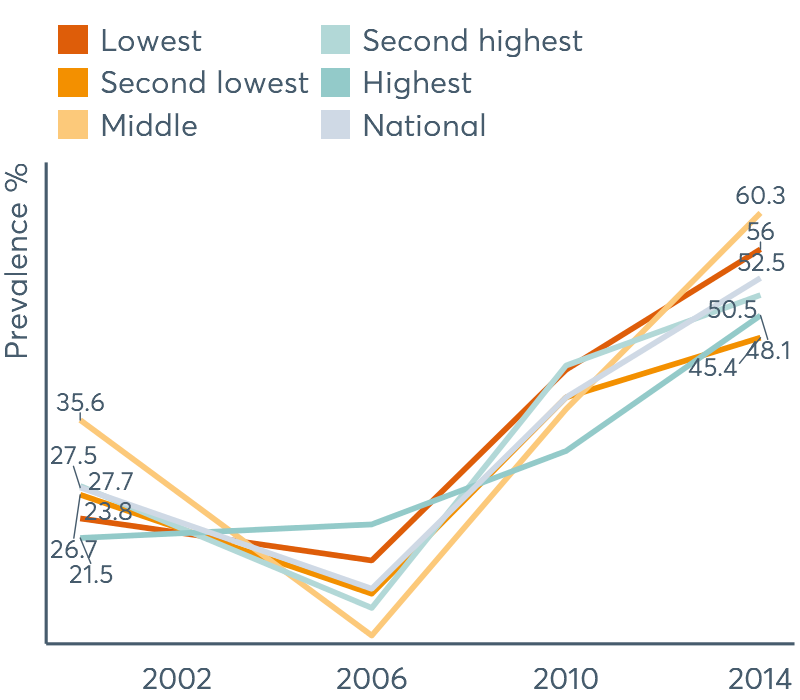 Lowest
Second lowest
Middle
Second highest
Highest
National
Prevalence %
60.3
56
52.5
50.5
48.1
45.4
35.6
27.5
27.7
23.8
26.7
21.5
2002
2006
2010
2014